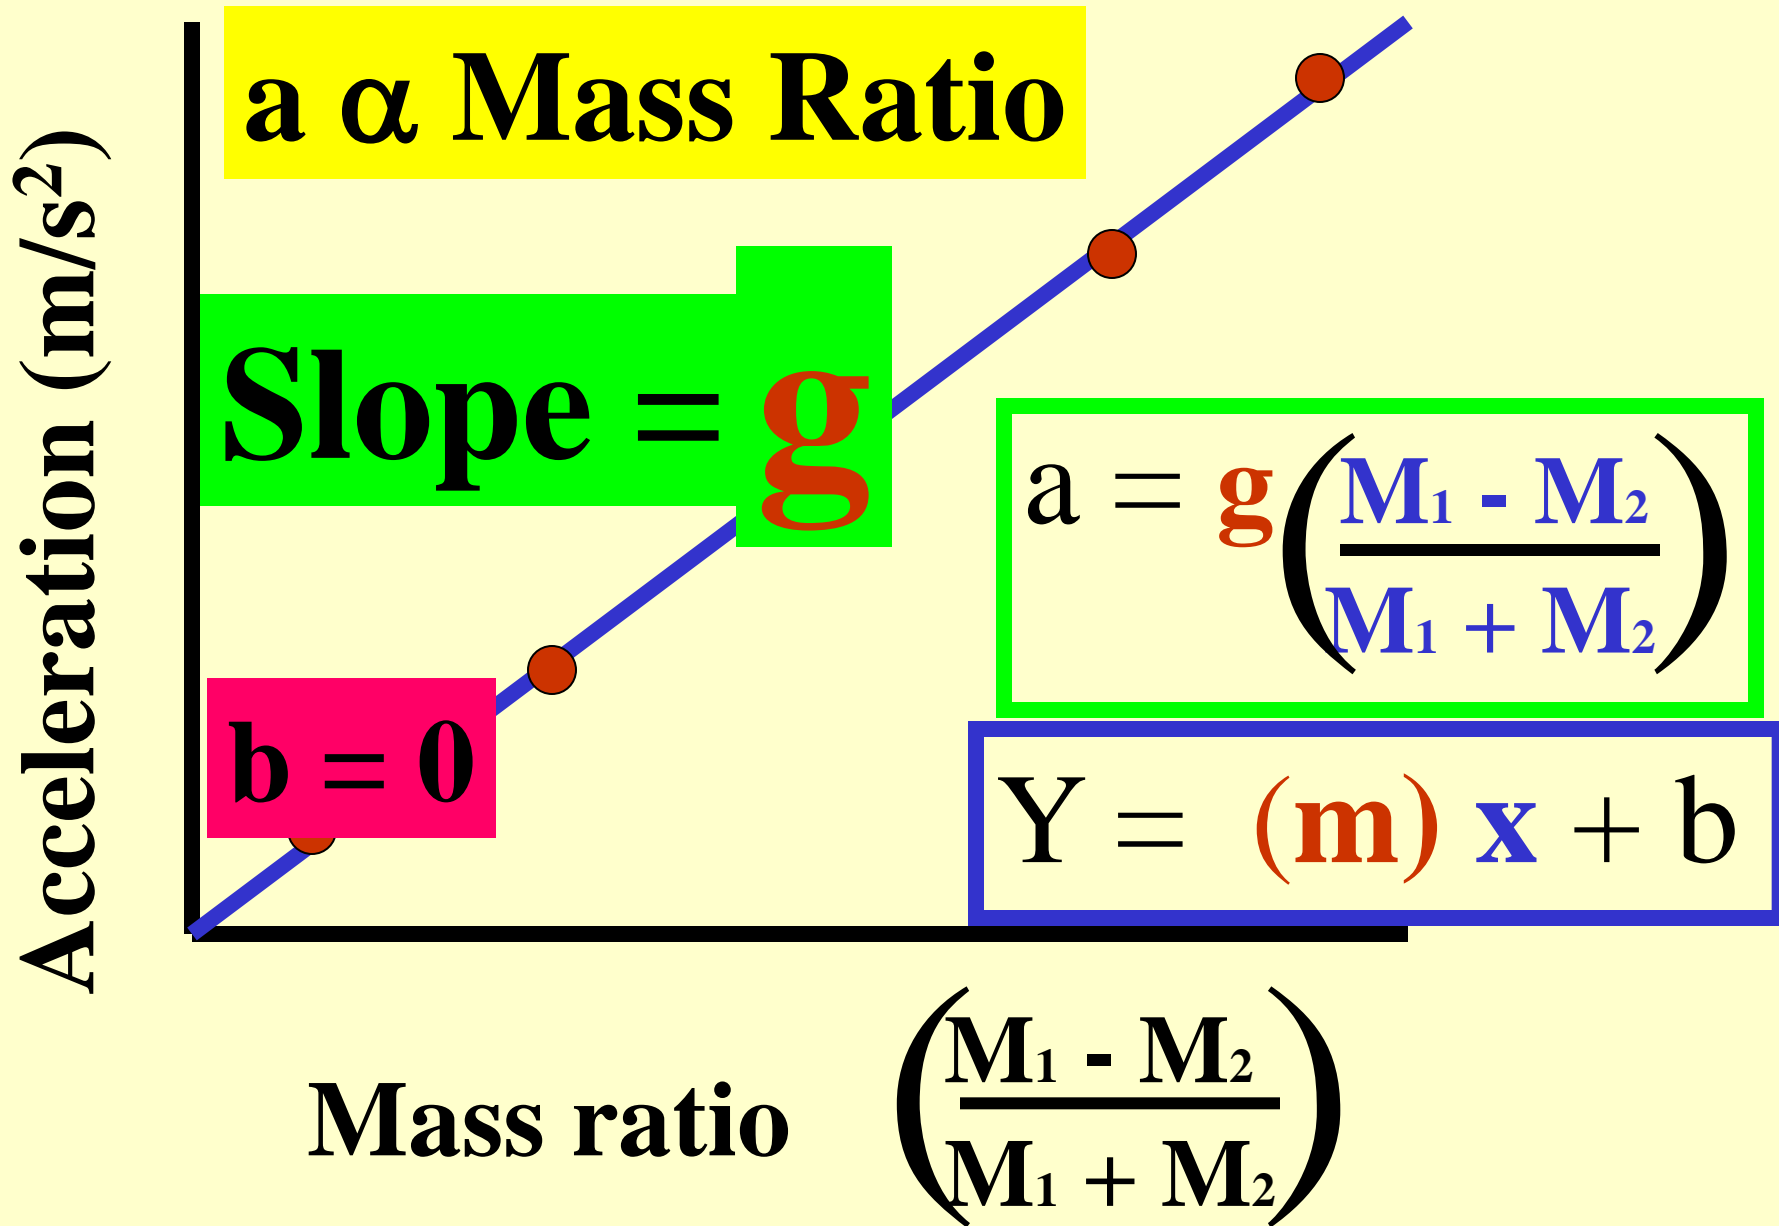 a α Mass Ratio
Acceleration (m/s²)
Slope = g
a = g(M₁ - M₂
M₁ + M₂)
b = 0
Y = (m) x + b
Mass ratio (M₁ - M₂
M₁ + M₂)